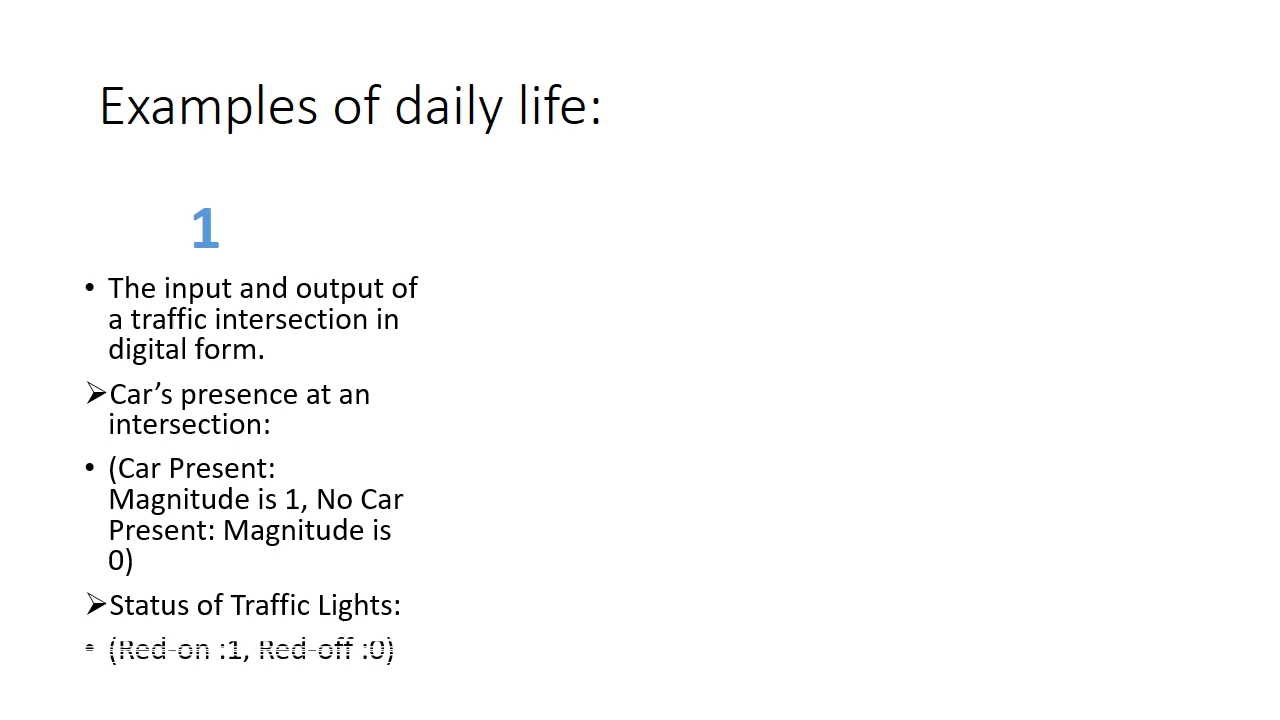 Examples of daily life:
1
• The input and output of
a traffic intersection in
digital form.
➢Car’s presence at an
intersection:
• (Car Present:
Magnitude is 1, No Car
Present: Magnitude is
0)
➢Status of Traffic Lights:
• (Red-on :1, Red-off :0)